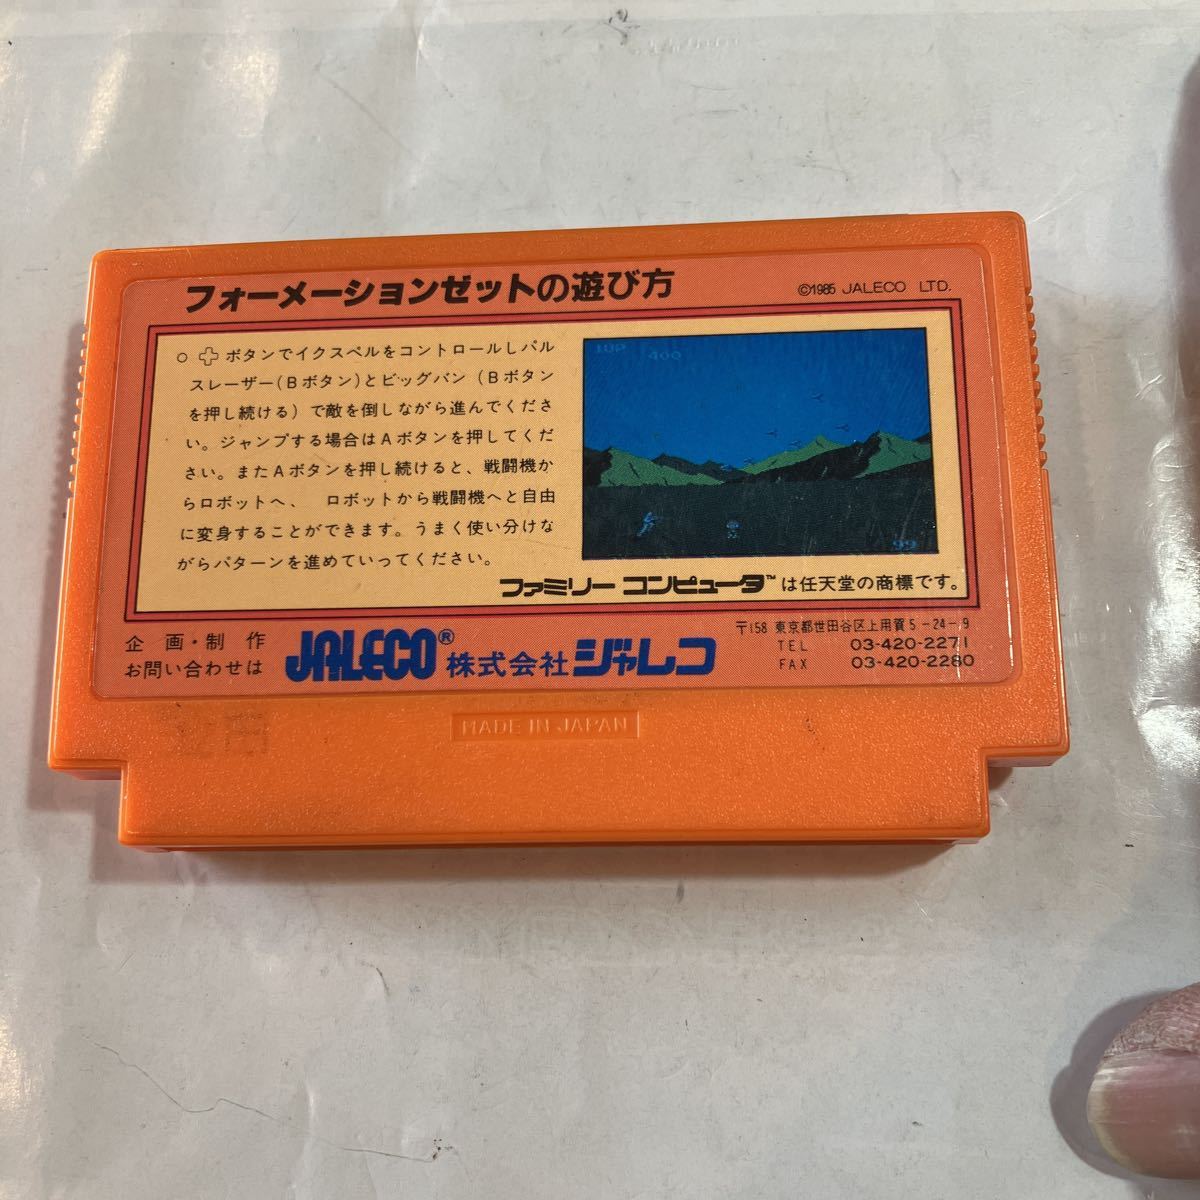 フォーメーションゼットの遊び方
©1985 JALECO LTD.
○ ボタンでイクスペルをコントロールしパル
スレーザー(Bボタン)とビッグバン(Bボタン
を押し続ける)で敵を倒しながら進んでくださ
い。ジャンプする場合はAボタンを押してくだ
さい。またAボタンを押し続けると、戦闘機か
らロボットへ、 ロボットから戦闘機へと自由
に変身することができます。うまく使い分けな
がらパターンを進めていってください。
1UP
400
99
ファミリー コンピュータ™は任天堂の商標です。
企画・制作
お問い合わせは
JALECO® 株式会社ジャレコ
〒158 東京都世田谷区上用賀5-24-9
TEL 03-420-2271
FAX 03-420-2280
MADE IN JAPAN